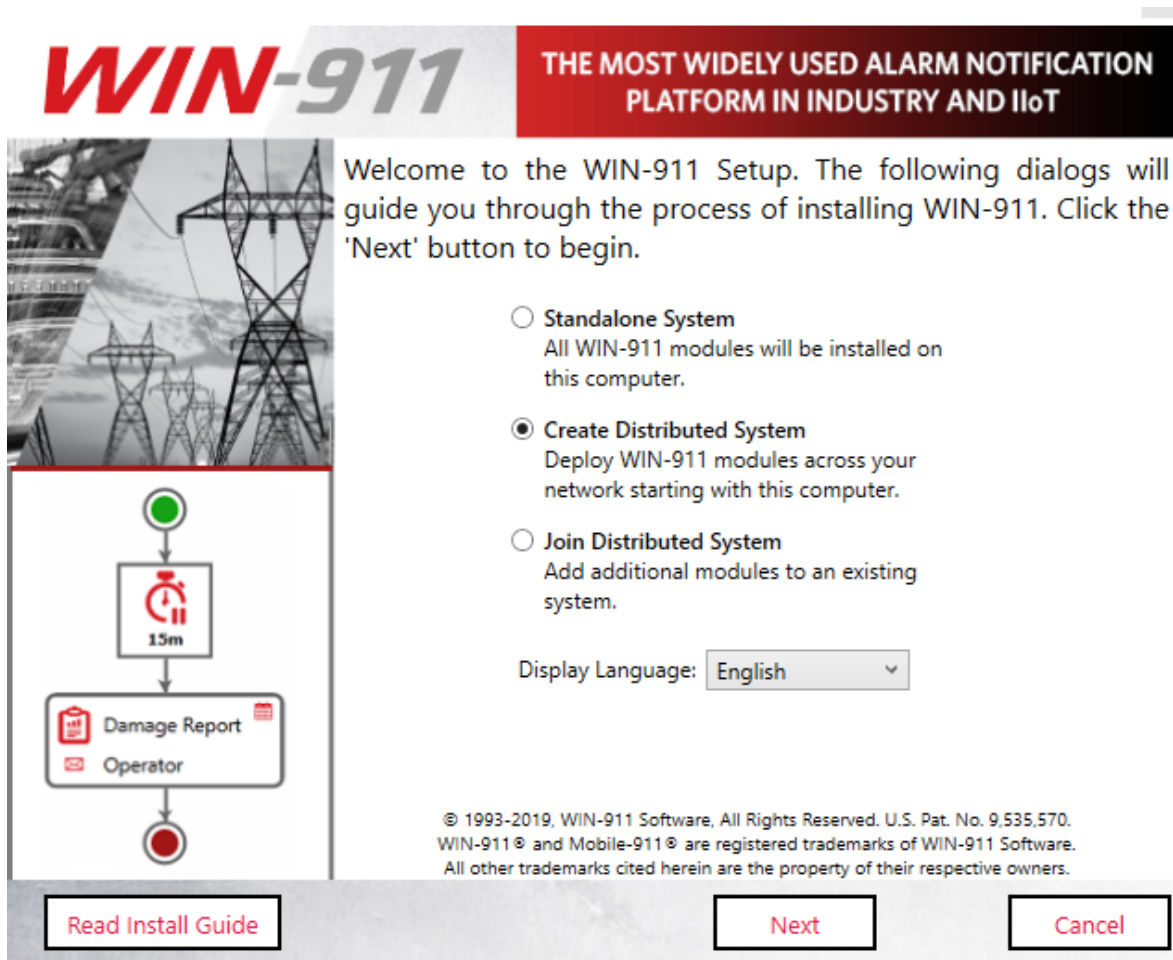 WIN-911
THE MOST WIDELY USED ALARM NOTIFICATION
PLATFORM IN INDUSTRY AND IIoT
Welcome to the WIN-911 Setup. The following dialogs will
guide you through the process of installing WIN-911. Click the
'Next' button to begin.
Standalone System
All WIN-911 modules will be installed on
this computer.
Create Distributed System
Deploy WIN-911 modules across your
network starting with this computer.
Join Distributed System
Add additional modules to an existing
system.
Display Language: English
15m
Damage Report
Operator
© 1993-2019, WIN-911 Software, All Rights Reserved. U.S. Pat. No. 9,535,570.
WIN-911® and Mobile-911® are registered trademarks of WIN-911 Software.
All other trademarks cited herein are the property of their respective owners.
Read Install Guide
Next
Cancel